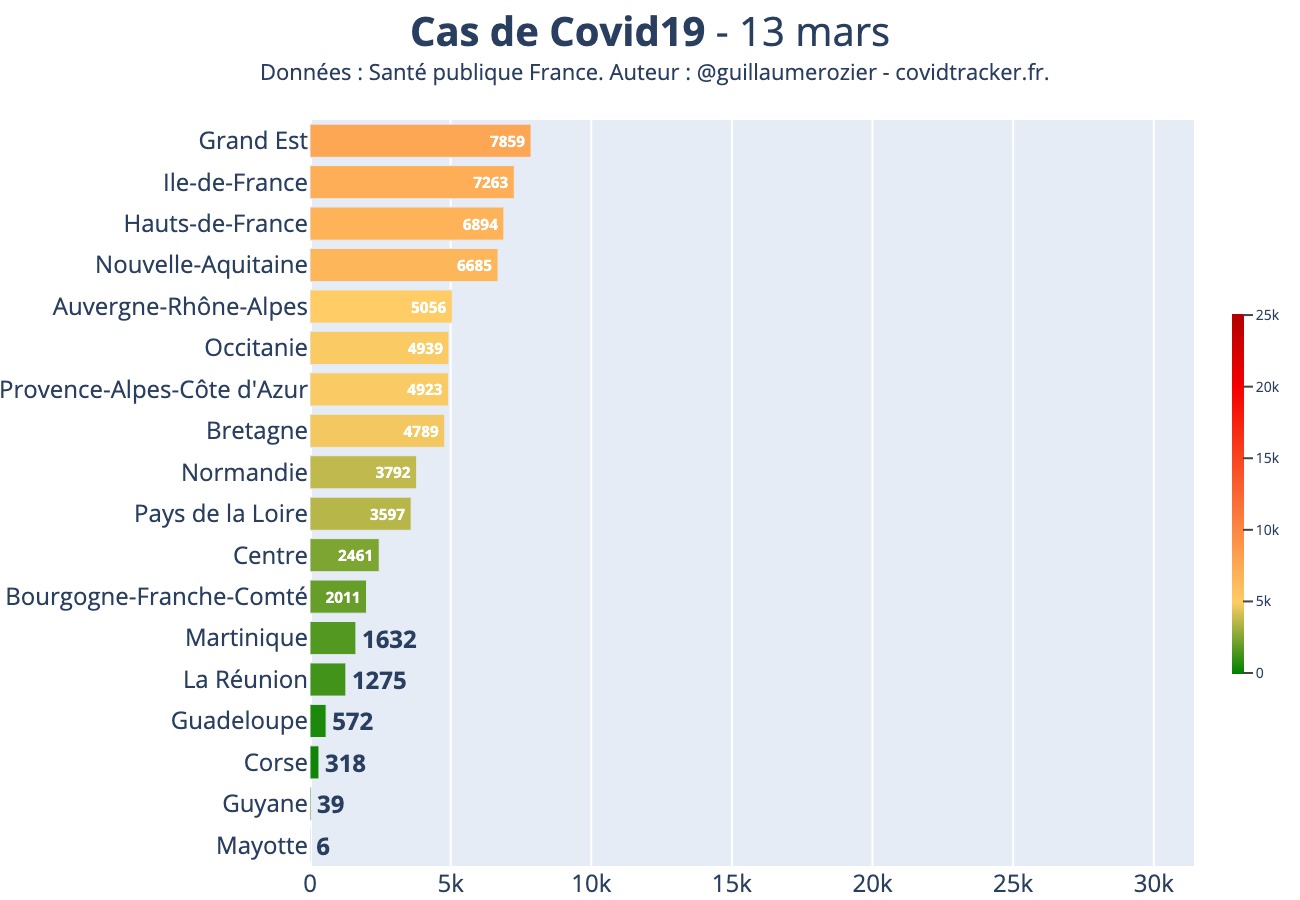 Cas de Covid19 - 13 mars
Données : Santé publique France. Auteur : @guillaumerozier - covidtracker.fr.
Grand Est 7859
Ile-de-France 7263
Hauts-de-France 6894
Nouvelle-Aquitaine 6685
Auvergne-Rhône-Alpes 5056
Occitanie 4939
Provence-Alpes-Côte d'Azur 4923
Bretagne 4789
Normandie 3792
Pays de la Loire 3597
Centre 2461
Bourgogne-Franche-Comté 2011
Martinique 1632
La Réunion 1275
Guadeloupe 572
Corse 318
Guyane 39
Mayotte 6
0 5k 10k 15k 20k 25k 30k
25k
20k
15k
10k
5k
0